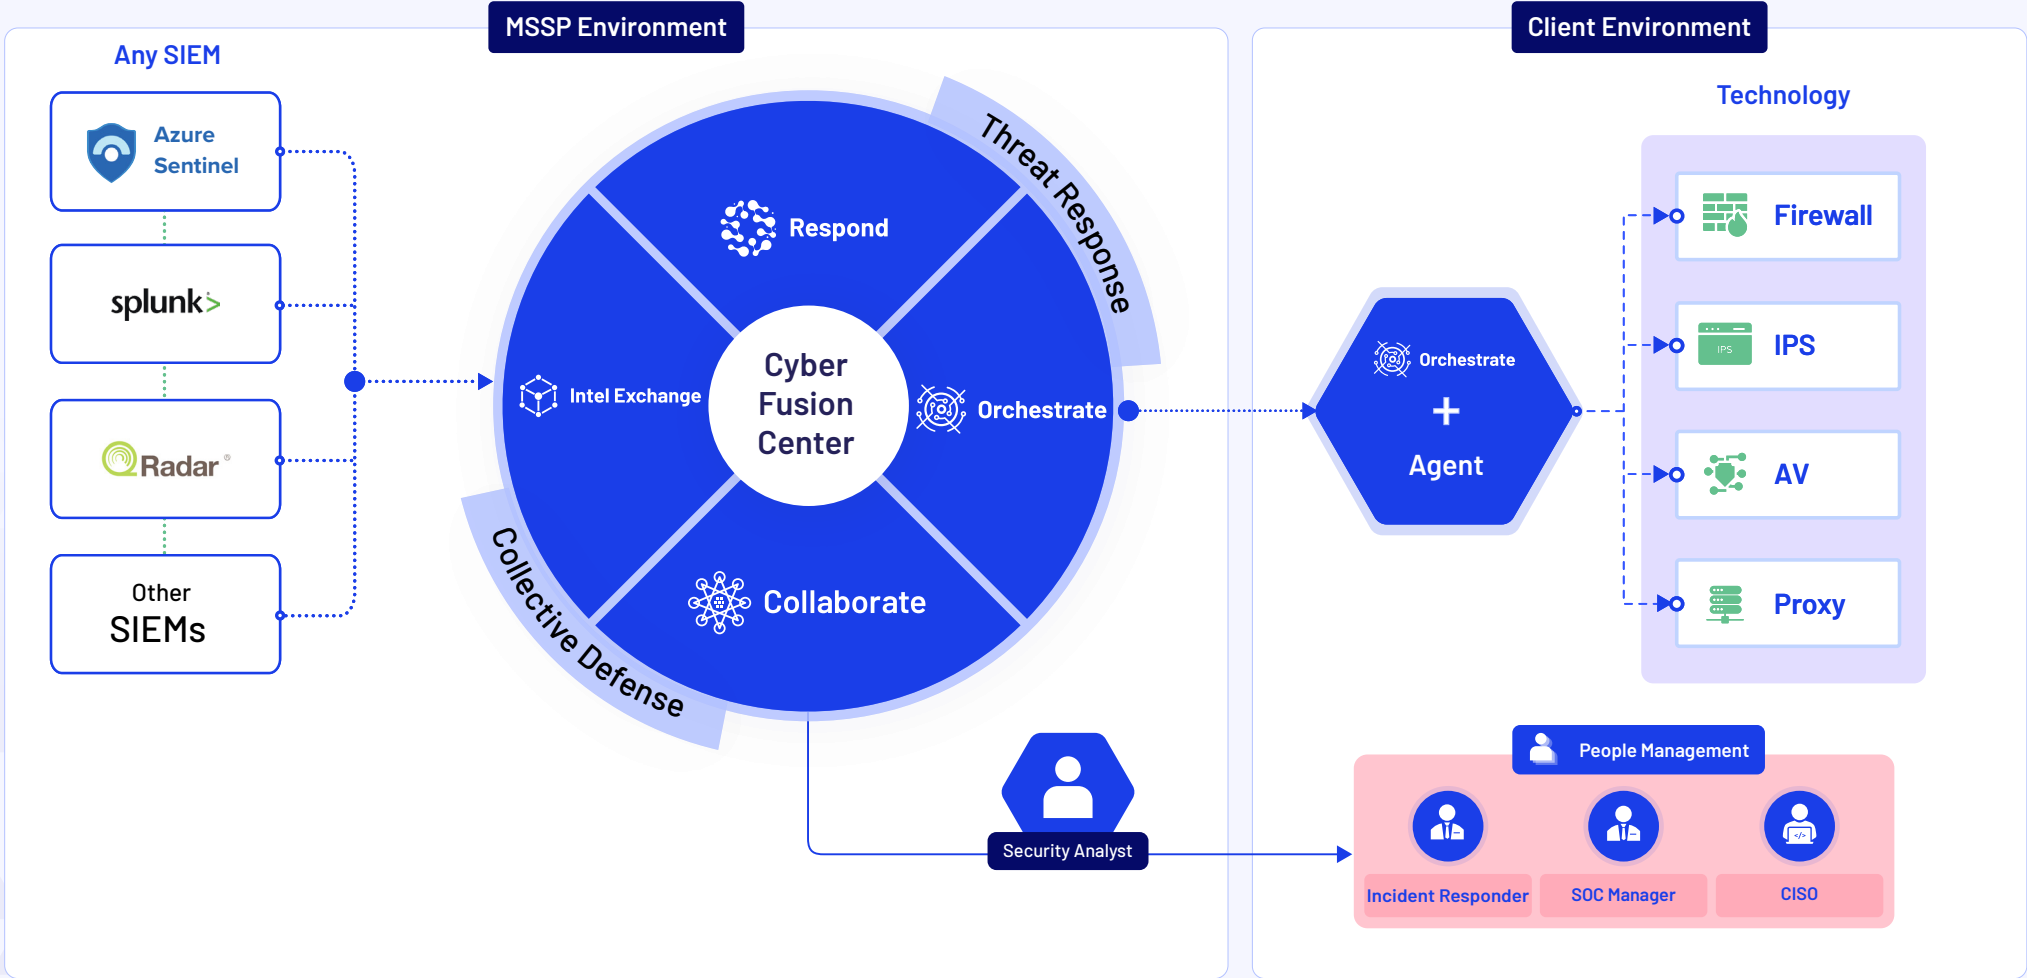 MSSP Environment
Any SIEM
Azure
Sentinel
splunk>
QRadar®
Other
SIEMs
Threat Response
Respond
Intel Exchange
Cyber
Fusion
Center
Orchestrate
Collaborate
Collective Defense
Security Analyst
Client Environment
Technology
Orchestrate
+
Agent
Firewall
IPS
IPS
AV
Proxy
People Management
</>
Incident Responder
SOC Manager
CISO